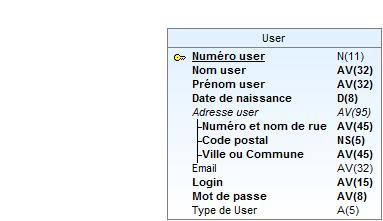 User
Numéro user N(11)
Nom user AV(32)
Prénom user AV(32)
Date de naissance D(8)
Adresse user AV(95)
Numéro et nom de rue AV(45)
Code postal NS(5)
Ville ou Commune AV(45)
Email AV(32)
Login AV(15)
Mot de passe AV(8)
Type de User A(5)